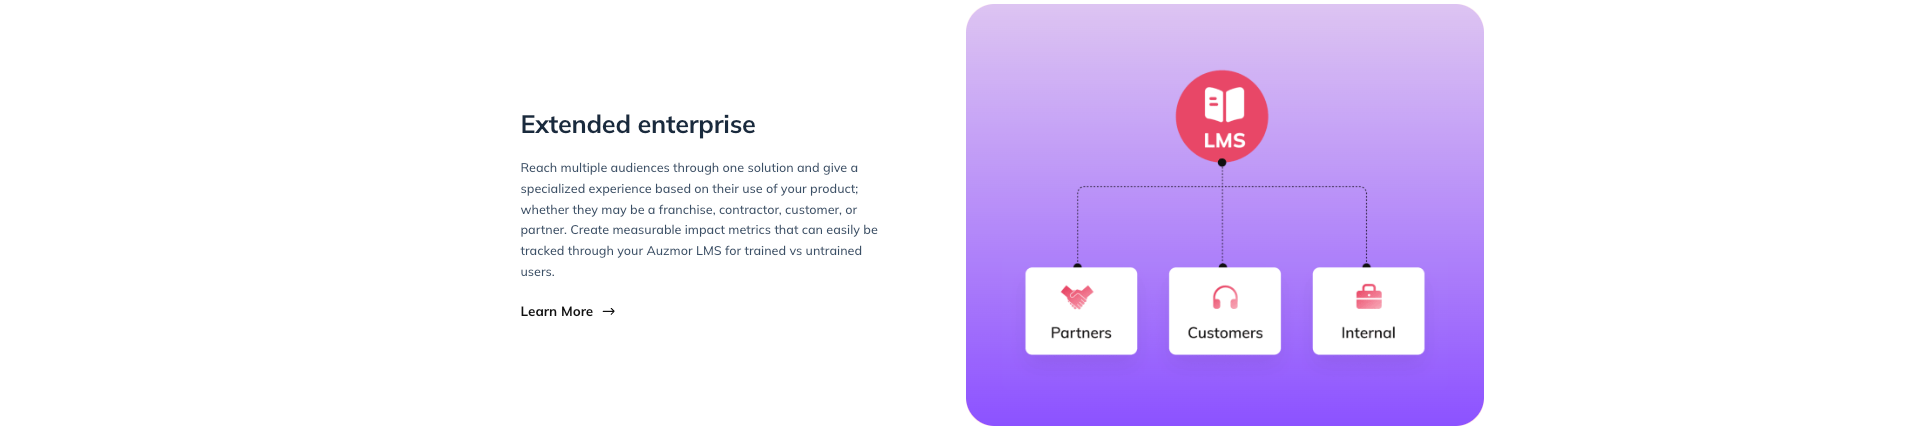 Extended enterprise
Reach multiple audiences through one solution and give a
specialized experience based on their use of your product;
whether they may be a franchise, contractor, customer, or
partner. Create measurable impact metrics that can easily be
tracked through your Auzmor LMS for trained vs untrained
users.
Learn More
LMS
Partners
Customers
Internal